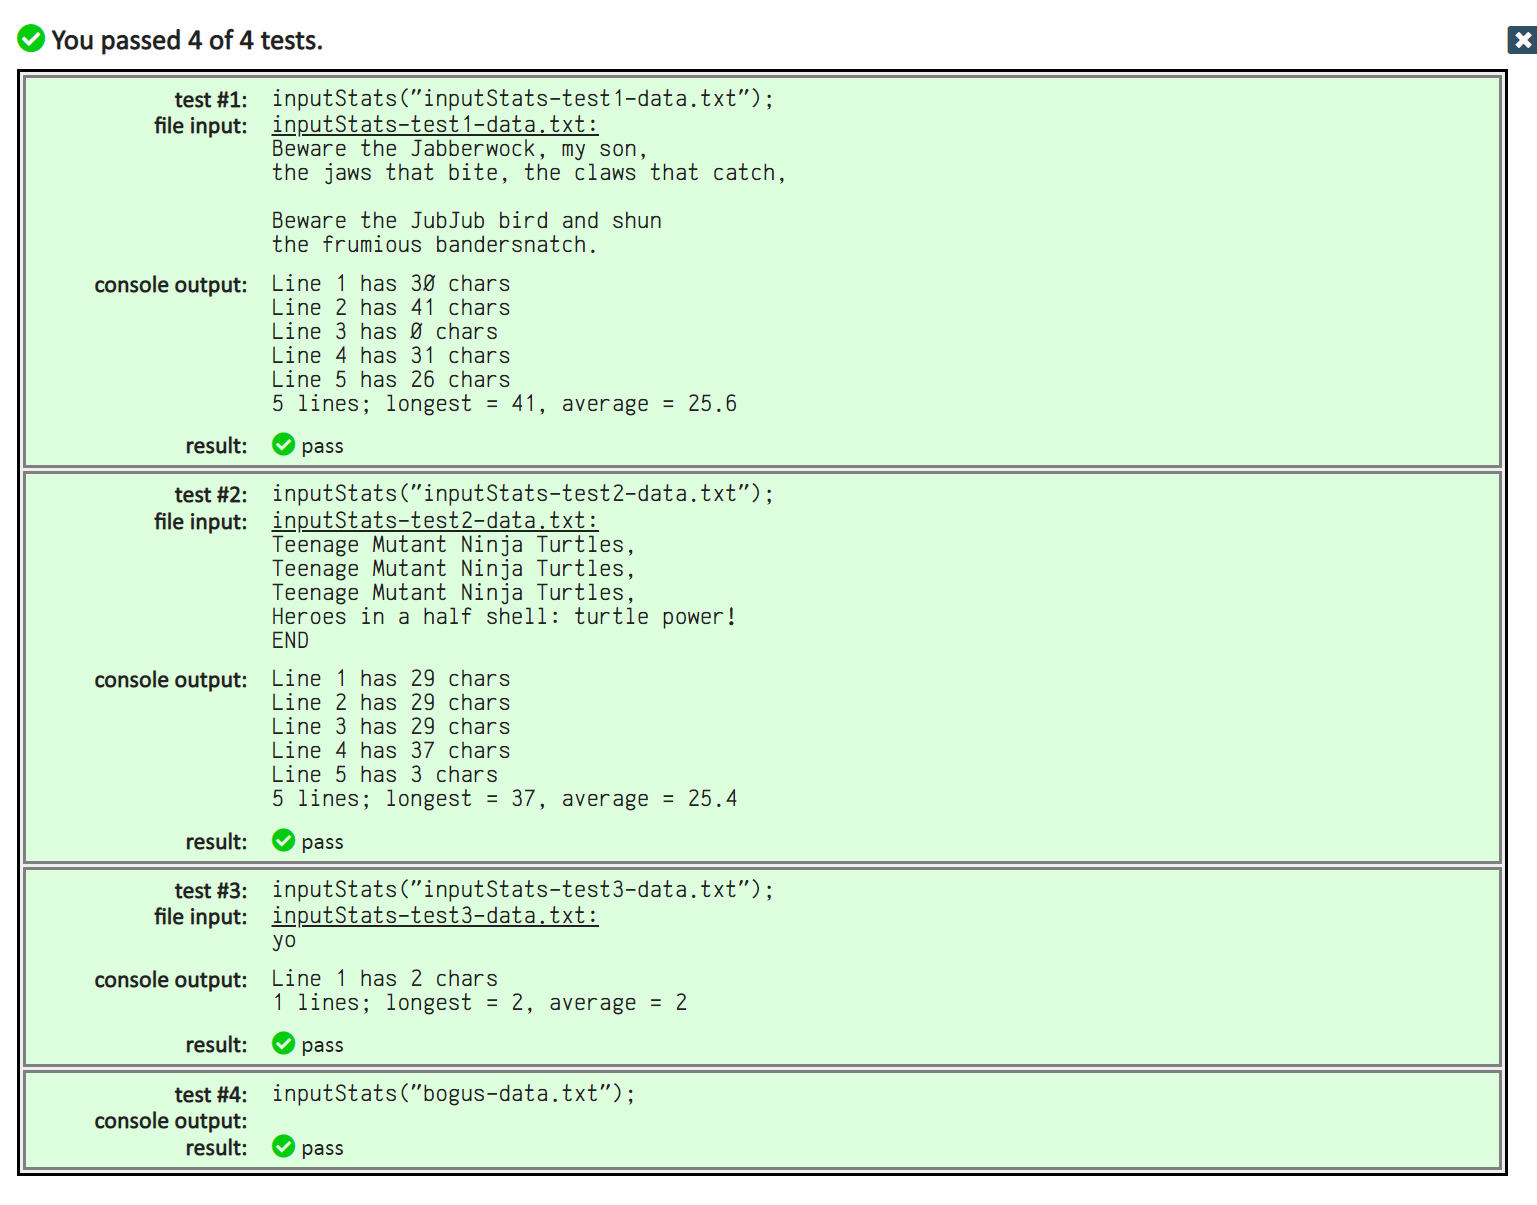 You passed 4 of 4 tests.
test #1: inputStats("inputStats-test1-data.txt");
file input: inputStats-test1-data.txt:
Beware the Jabberwock, my son,
the jaws that bite, the claws that catch,
Beware the JubJub bird and shun
the frumious bandersnatch.
console output: Line 1 has 30 chars
Line 2 has 41 chars
Line 3 has 0 chars
Line 4 has 31 chars
Line 5 has 26 chars
5 lines; longest = 41, average = 25.6
result: pass
test #2: inputStats("inputStats-test2-data.txt");
file input: inputStats-test2-data.txt:
Teenage Mutant Ninja Turtles,
Teenage Mutant Ninja Turtles,
Teenage Mutant Ninja Turtles,
Heroes in a half shell: turtle power!
END
console output: Line 1 has 29 chars
Line 2 has 29 chars
Line 3 has 29 chars
Line 4 has 37 chars
Line 5 has 3 chars
5 lines; longest = 37, average = 25.4
result: pass
test #3: inputStats("inputStats-test3-data.txt");
file input: inputStats-test3-data.txt:
yo
console output: Line 1 has 2 chars
1 lines; longest = 2, average = 2
result: pass
test #4: inputStats("bogus-data.txt");
console output:
result: pass